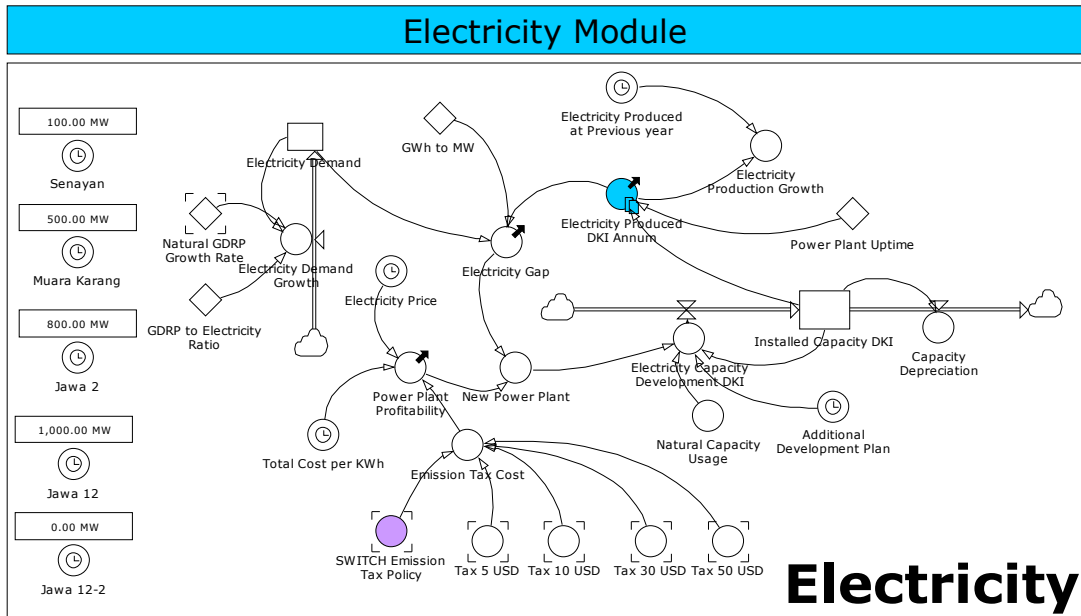 Electricity Module
100.00 MW
Senayan
500.00 MW
Muara Karang
800.00 MW
Jawa 2
1,000.00 MW
Jawa 12
0.00 MW
Jawa 12-2
Electricity Demand
Natural GDRP
Growth Rate
Electricity Demand
Growth
GDRP to Electricity
Ratio
GWh to MW
Electricity Produced
at Previous year
Electricity
Production Growth
Electricity Produced
DKI Annum
Power Plant Uptime
Electricity Gap
Electricity Price
Installed Capacity DKI
Capacity
Depreciation
Electricity Capacity
Development DKI
Power Plant
Profitability
New Power Plant
Natural Capacity
Usage
Additional
Development Plan
Total Cost per KWh
Emission Tax Cost
SWITCH Emission
Tax Policy
Tax 5 USD
Tax 10 USD
Tax 30 USD
Tax 50 USD
Electricity